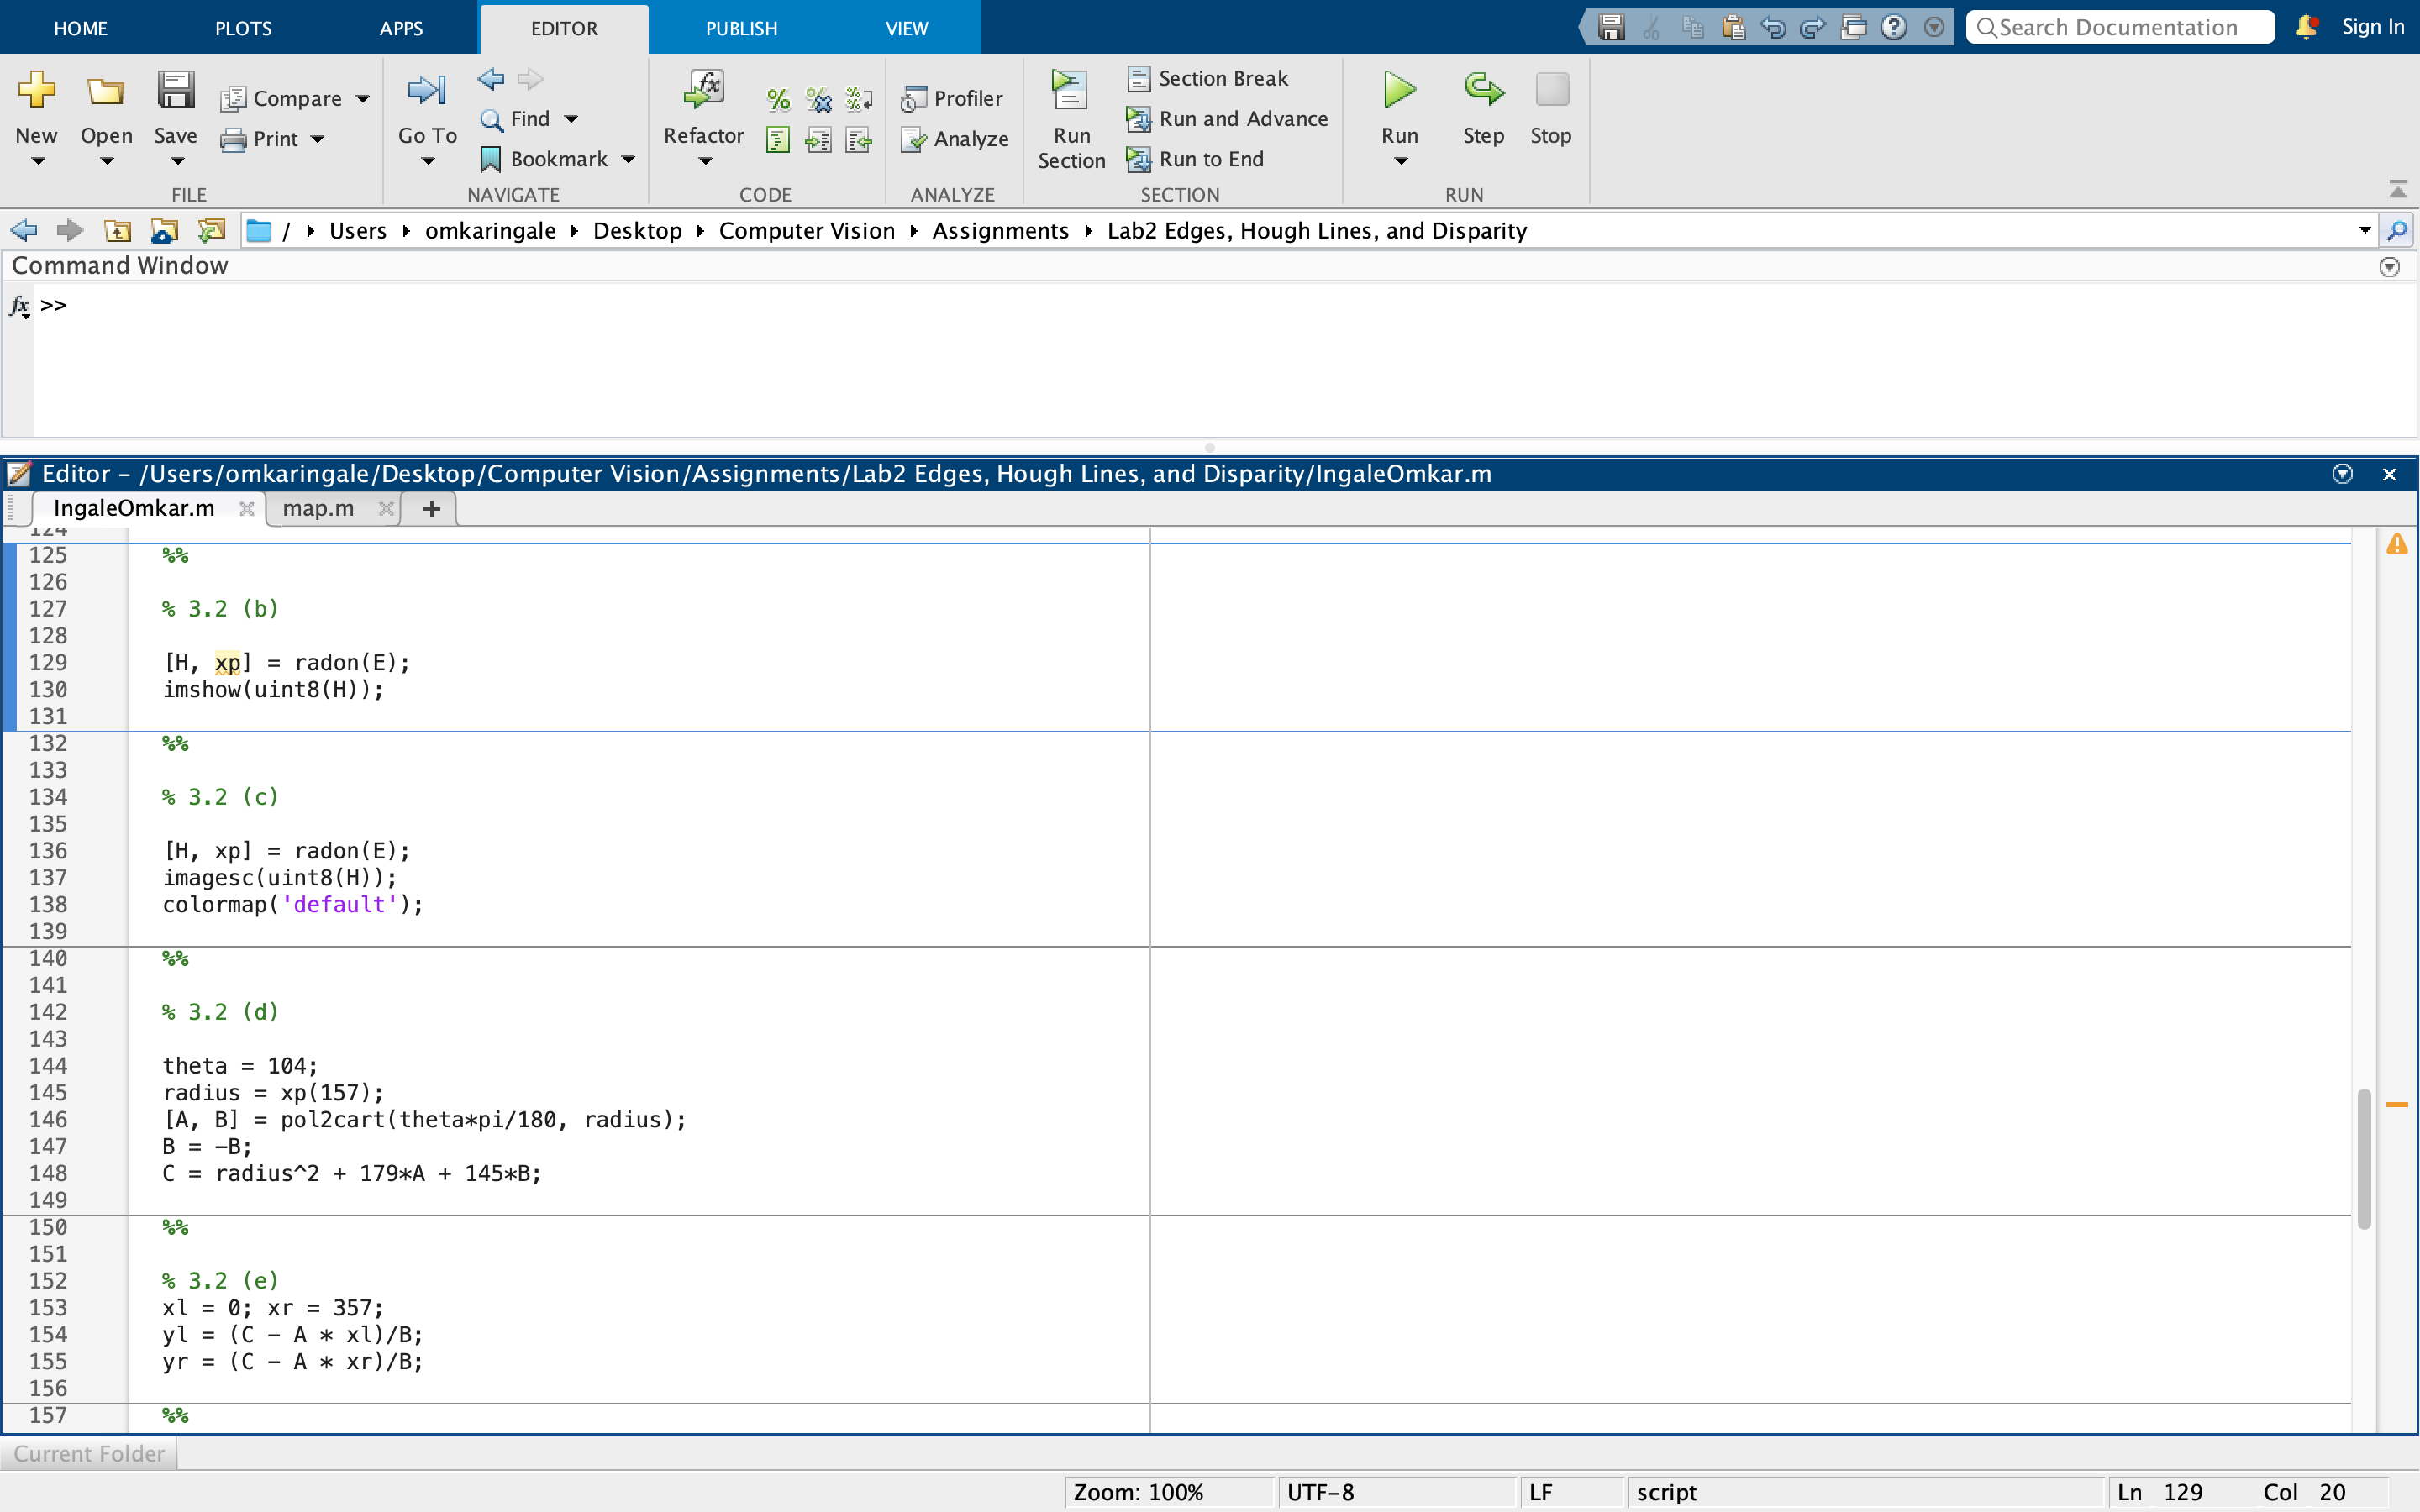 HOME PLOTS APPS EDITOR PUBLISH VIEW Search Documentation Sign In
New Open Save Compare Print
FILE
Go To Find Bookmark
NAVIGATE
Refactor
CODE
Profiler
Analyze
ANALYZE
Run Section
Section Break
Run and Advance
Run to End
SECTION
Run Step Stop
RUN
/ Users omkaringale Desktop Computer Vision Assignments Lab2 Edges, Hough Lines, and Disparity
Command Window
fx >>
Editor - /Users/omkaringale/Desktop/Computer Vision/Assignments/Lab2 Edges, Hough Lines, and Disparity/IngaleOmkar.m
IngaleOmkar.m map.m +
124
125 %%
126
127 % 3.2 (b)
128
129 [H, xp] = radon(E);
130 imshow(uint8(H));
131
132 %%
133
134 % 3.2 (c)
135
136 [H, xp] = radon(E);
137 imagesc(uint8(H));
138 colormap('default');
139
140 %%
141
142 % 3.2 (d)
143
144 theta = 104;
145 radius = xp(157);
146 [A, B] = pol2cart(theta*pi/180, radius);
147 B = -B;
148 C = radius^2 + 179*A + 145*B;
149
150 %%
151
152 % 3.2 (e)
153 xl = 0; xr = 357;
154 yl = (C - A * xl)/B;
155 yr = (C - A * xr)/B;
156
157 %%
Current Folder
Zoom: 100% UTF-8 LF script Ln 129 Col 20